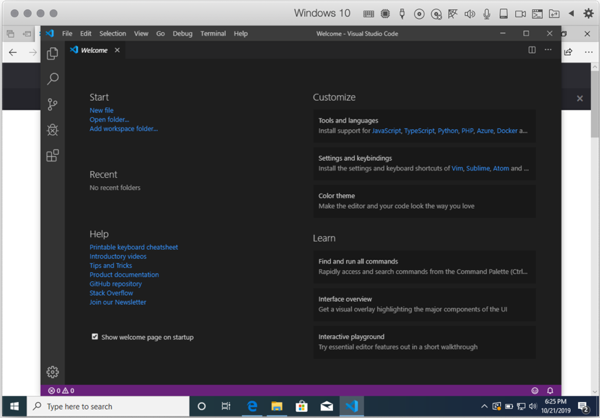 Windows 10
File Edit Selection View Go Debug Terminal Help
Welcome - Visual Studio Code
Welcome
Start
New file
Open folder...
Add workspace folder...
Recent
No recent folders
Help
Printable keyboard cheatsheet
Introductory videos
Tips and Tricks
Product documentation
GitHub repository
Stack Overflow
Join our Newsletter
Show welcome page on startup
Customize
Tools and languages
Install support for JavaScript, TypeScript, Python, PHP, Azure, Docker a...
Settings and keybindings
Install the settings and keyboard shortcuts of Vim, Sublime, Atom and ...
Color theme
Make the editor and your code look the way you love
Learn
Find and run all commands
Rapidly access and search commands from the Command Palette (Ctrl...
Interface overview
Get a visual overlay highlighting the major components of the UI
Interactive playground
Try essential editor features out in a short walkthrough
0 0
Type here to search
6:25 PM
10/21/2019
2